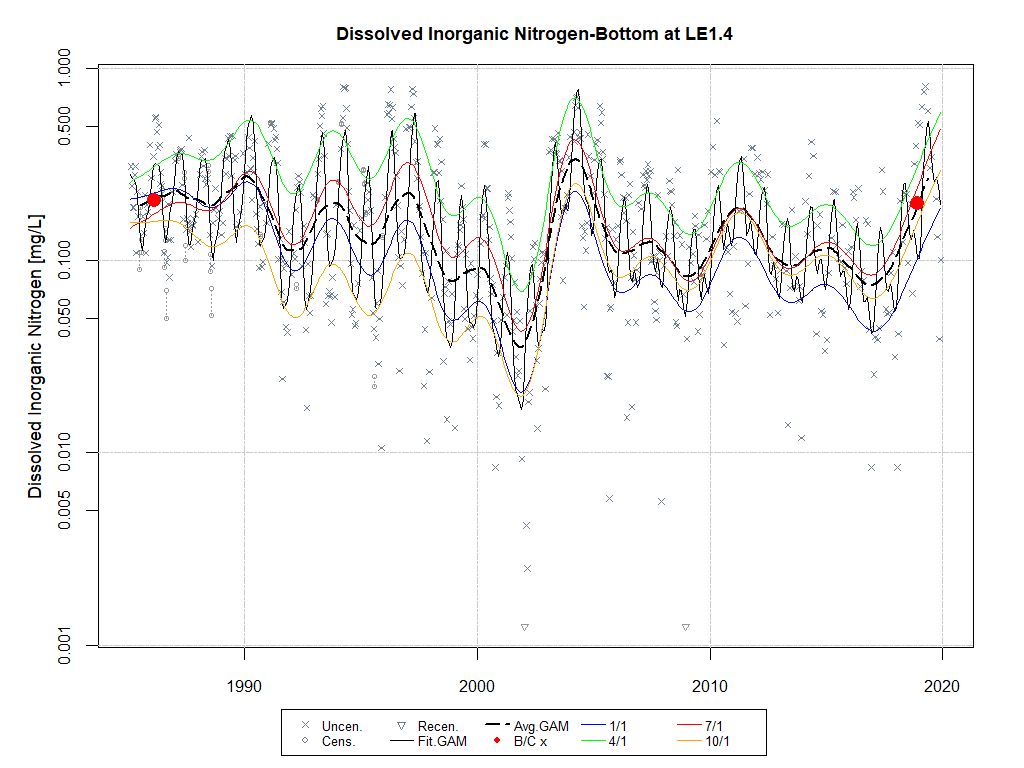 Dissolved Inorganic Nitrogen-Bottom at LE1.4
Dissolved Inorganic Nitrogen [mg/L]
1.000
0.500
0.100
0.050
0.010
0.005
0.001
1990 2000 2010 2020
Uncen. Recen. Avg.GAM 1/1 7/1
Cens. Fit.GAM B/C x 4/1 10/1